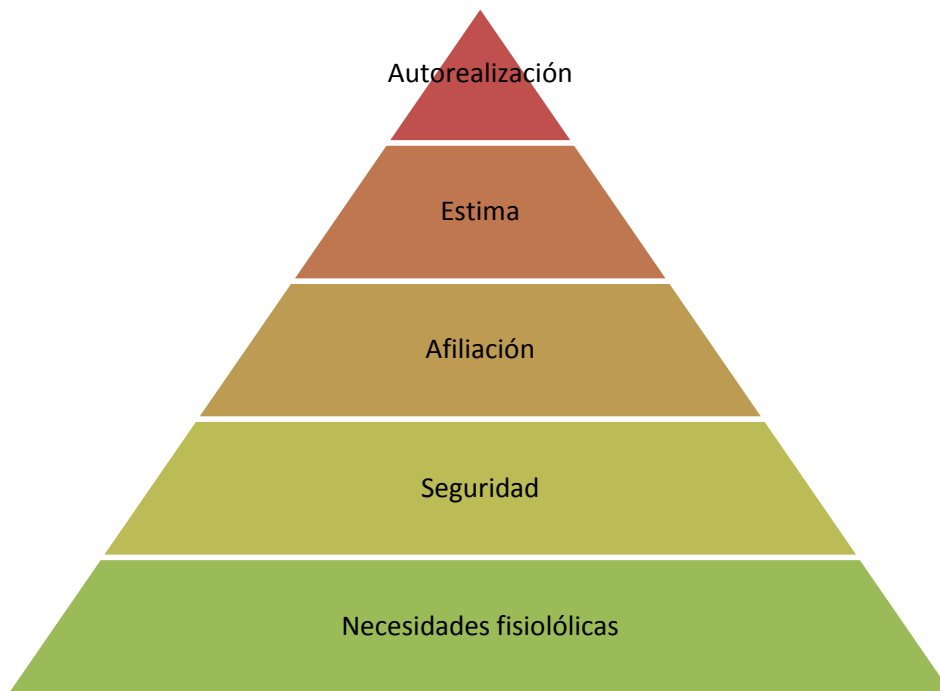 Autorealización
Estima
Afiliación
Seguridad
Necesidades fisiolólicas